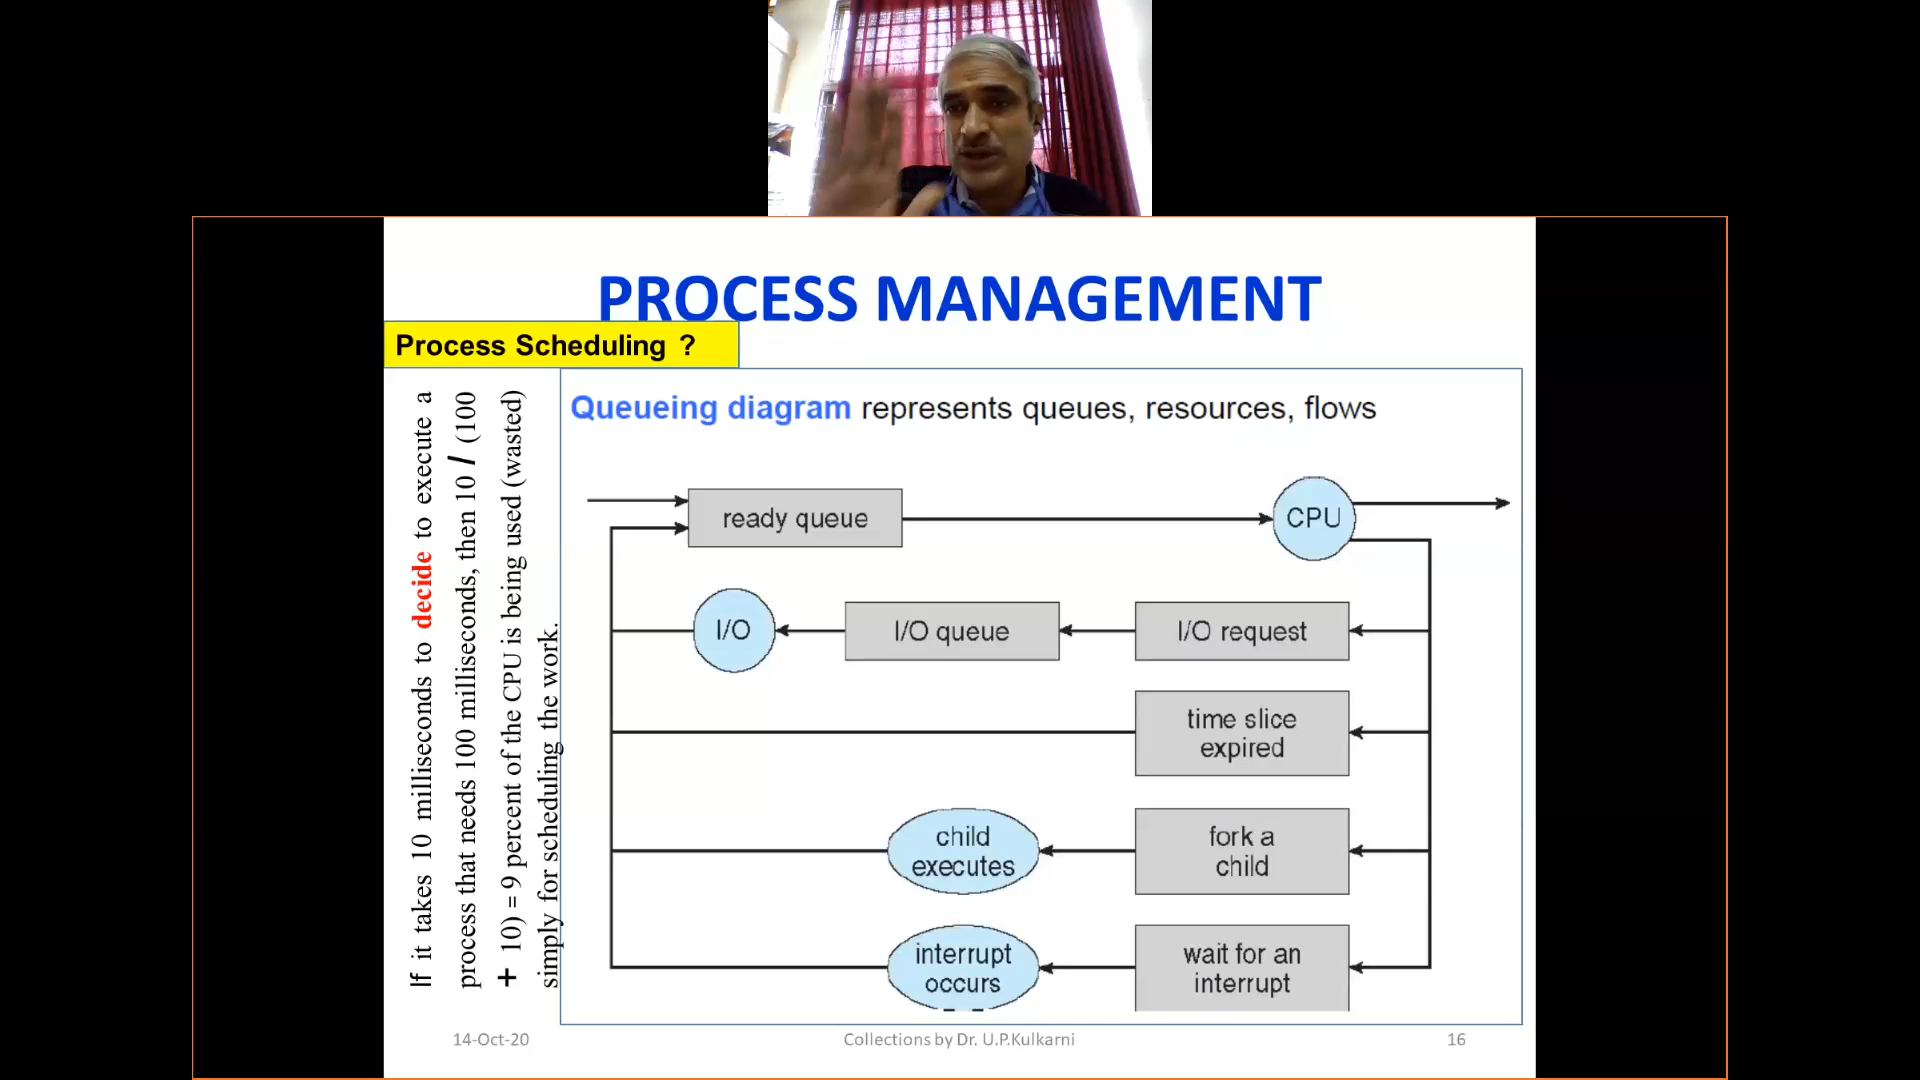 PROCESS MANAGEMENT
Process Scheduling ?
If it takes 10 milliseconds to decide to execute a
process that needs 100 milliseconds, then 10 / (100
+ 10) = 9 percent of the CPU is being used (wasted)
simply for scheduling the work.
Queueing diagram represents queues, resources, flows
ready queue
CPU
I/O
I/O queue
I/O request
time slice
expired
child
executes
fork a
child
interrupt
occurs
wait for an
interrupt
14-Oct-20
Collections by Dr. U.P.Kulkarni
16